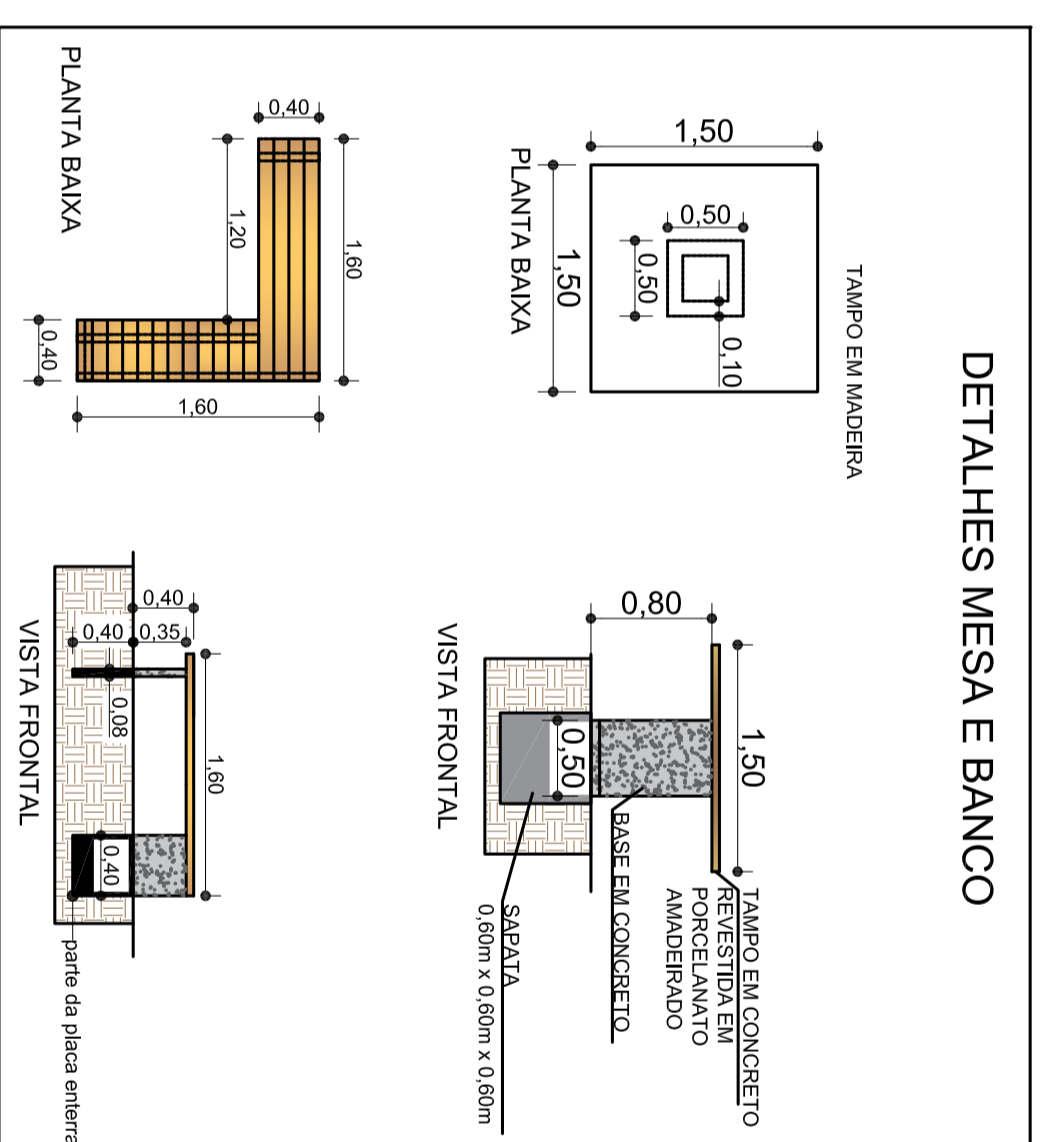 DETALHES MESA E BANCO
TAMPO EM MADEIRA
1,50
0,50
0,50
0,10
1,50
PLANTA BAIXA
1,50
0,80
TAMPO EM CONCRETO
REVESTIDA EM
PORCELANATO
AMADEIRADO
BASE EM CONCRETO
0,50
SAPATA
0,60m x 0,60m x 0,60m
VISTA FRONTAL
0,40
1,60
1,20
1,60
0,40
PLANTA BAIXA
1,60
0,40
0,35
0,40
0,08
0,40
parte da placa enterra
VISTA FRONTAL